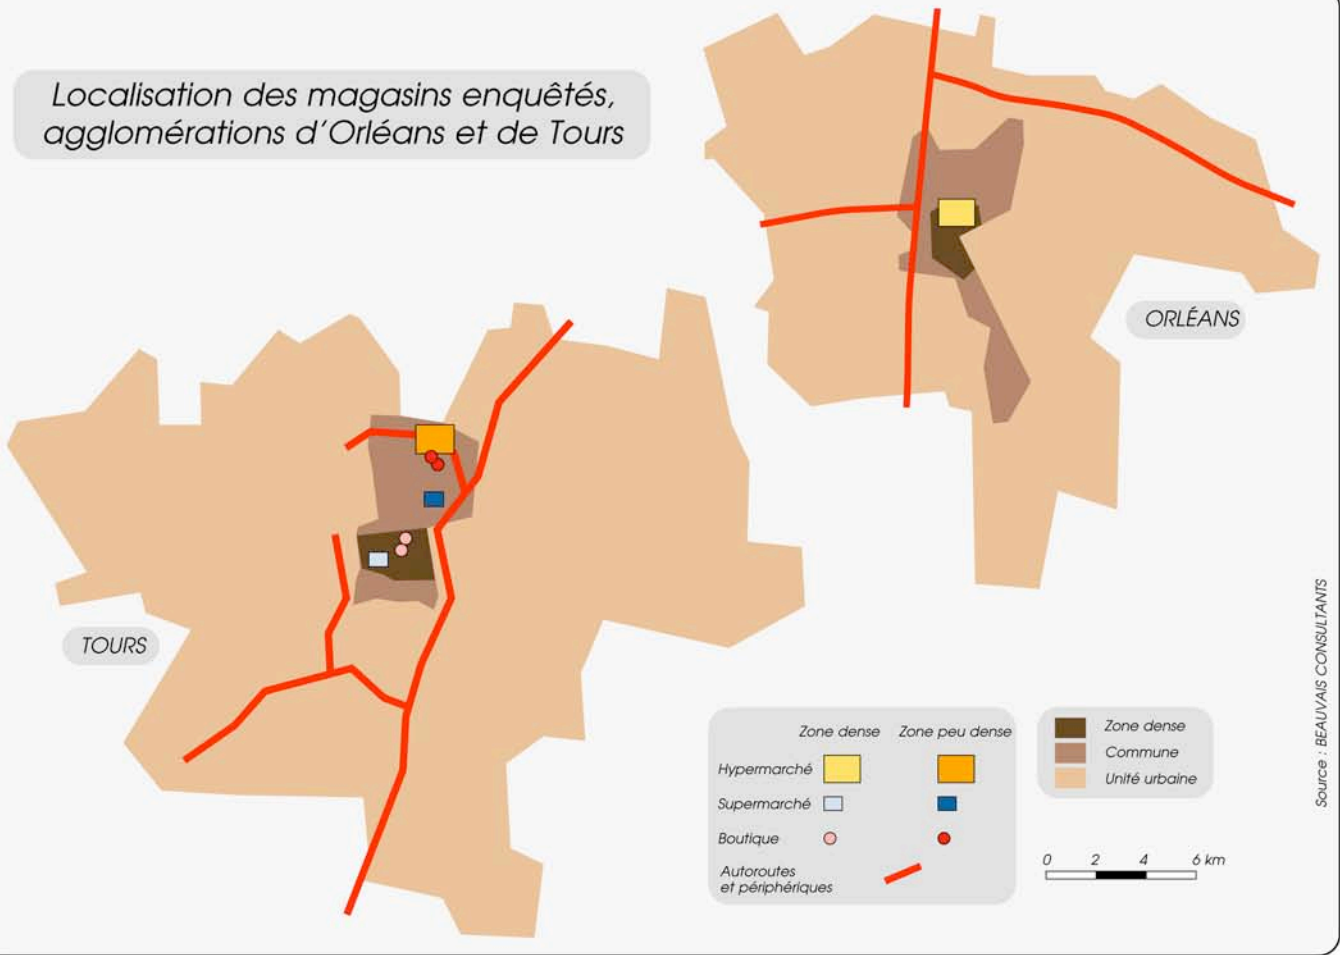 Localisation des magasins enquêtés,
agglomérations d'Orléans et de Tours
ORLÉANS
TOURS
Zone dense Zone peu dense
Hypermarché
Supermarché
Boutique
Autoroutes
et périphériques
Zone dense
Commune
Unité urbaine
0 2 4 6 km
Source : BEAUVAIS CONSULTANTS